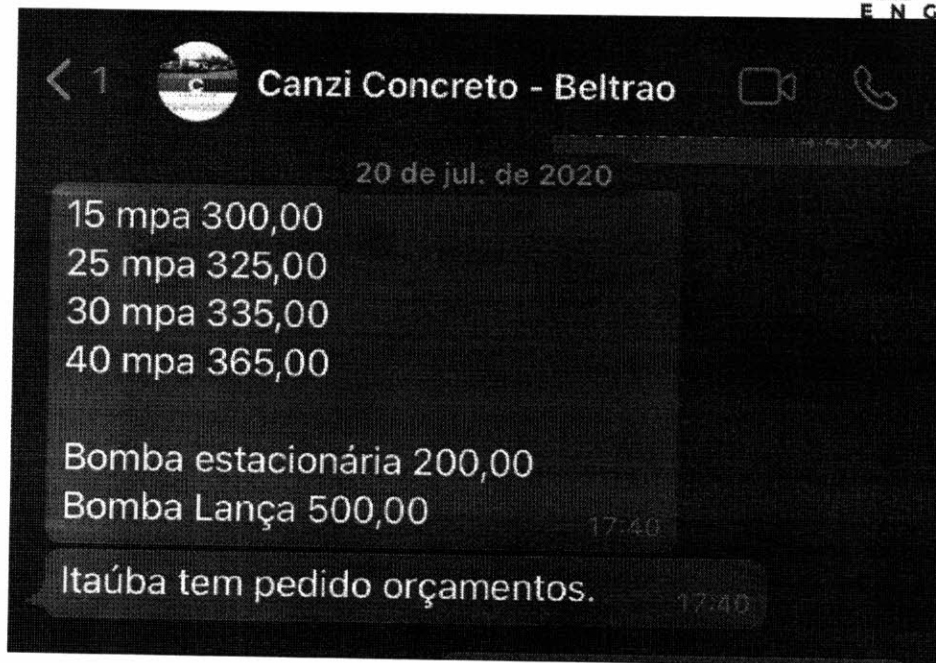 E N G
1
C
Canzi Concreto - Beltrao
20 de jul. de 2020
15 mpa 300,00
25 mpa 325,00
30 mpa 335,00
40 mpa 365,00
Bomba estacionária 200,00
Bomba Lança 500,00
17:40
Itaúba tem pedido orçamentos.
17:40